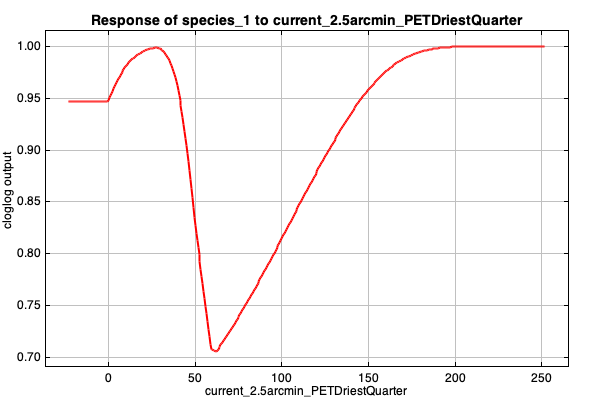 Response of species_1 to current_2.5arcmin_PETDriestQuarter
1.00
0.95
0.90
0.85
0.80
0.75
0.70
cloglog output
0 50 100 150 200 250
current_2.5arcmin_PETDriestQuarter